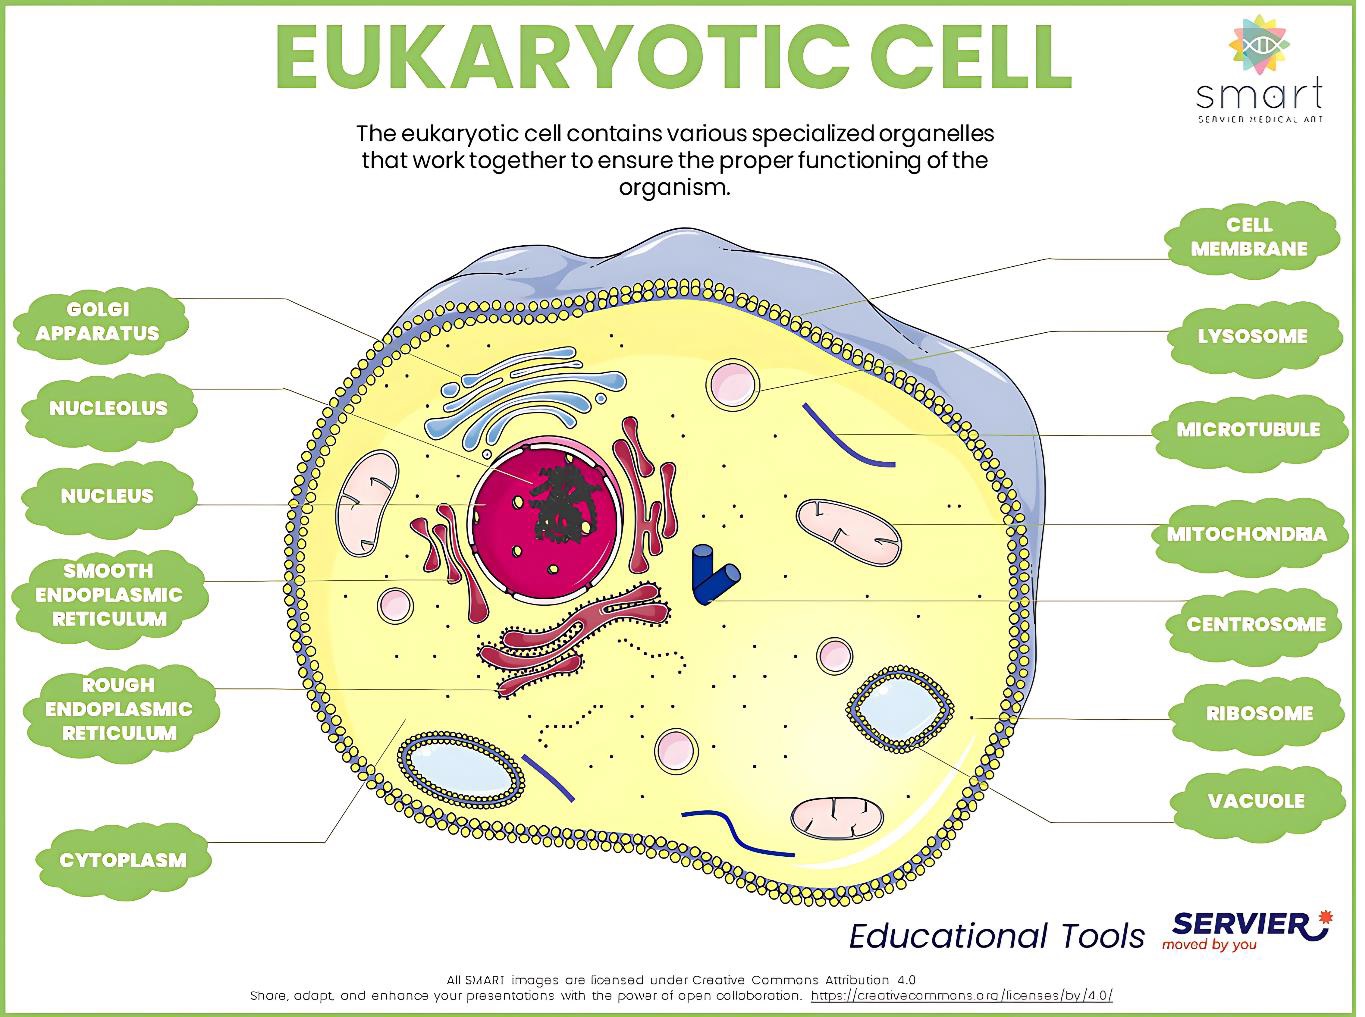 EUKARYOTIC CELL
smart
SERVIER MEDICAL ART
The eukaryotic cell contains various specialized organelles
that work together to ensure the proper functioning of the
organism.
GOLGI
APPARATUS
NUCLEOLUS
NUCLEUS
SMOOTH
ENDOPLASMIC
RETICULUM
ROUGH
ENDOPLASMIC
RETICULUM
CYTOPLASM
CELL
MEMBRANE
LYSOSOME
MICROTUBULE
MITOCHONDRIA
CENTROSOME
RIBOSOME
VACUOLE
Educational Tools
SERVIER
moved by you
All SMART images are licensed under Creative Commons Attribution 4.0
Share, adapt, and enhance your presentations with the power of open collaboration. https://creativecommons.org/licenses/by/4.0/